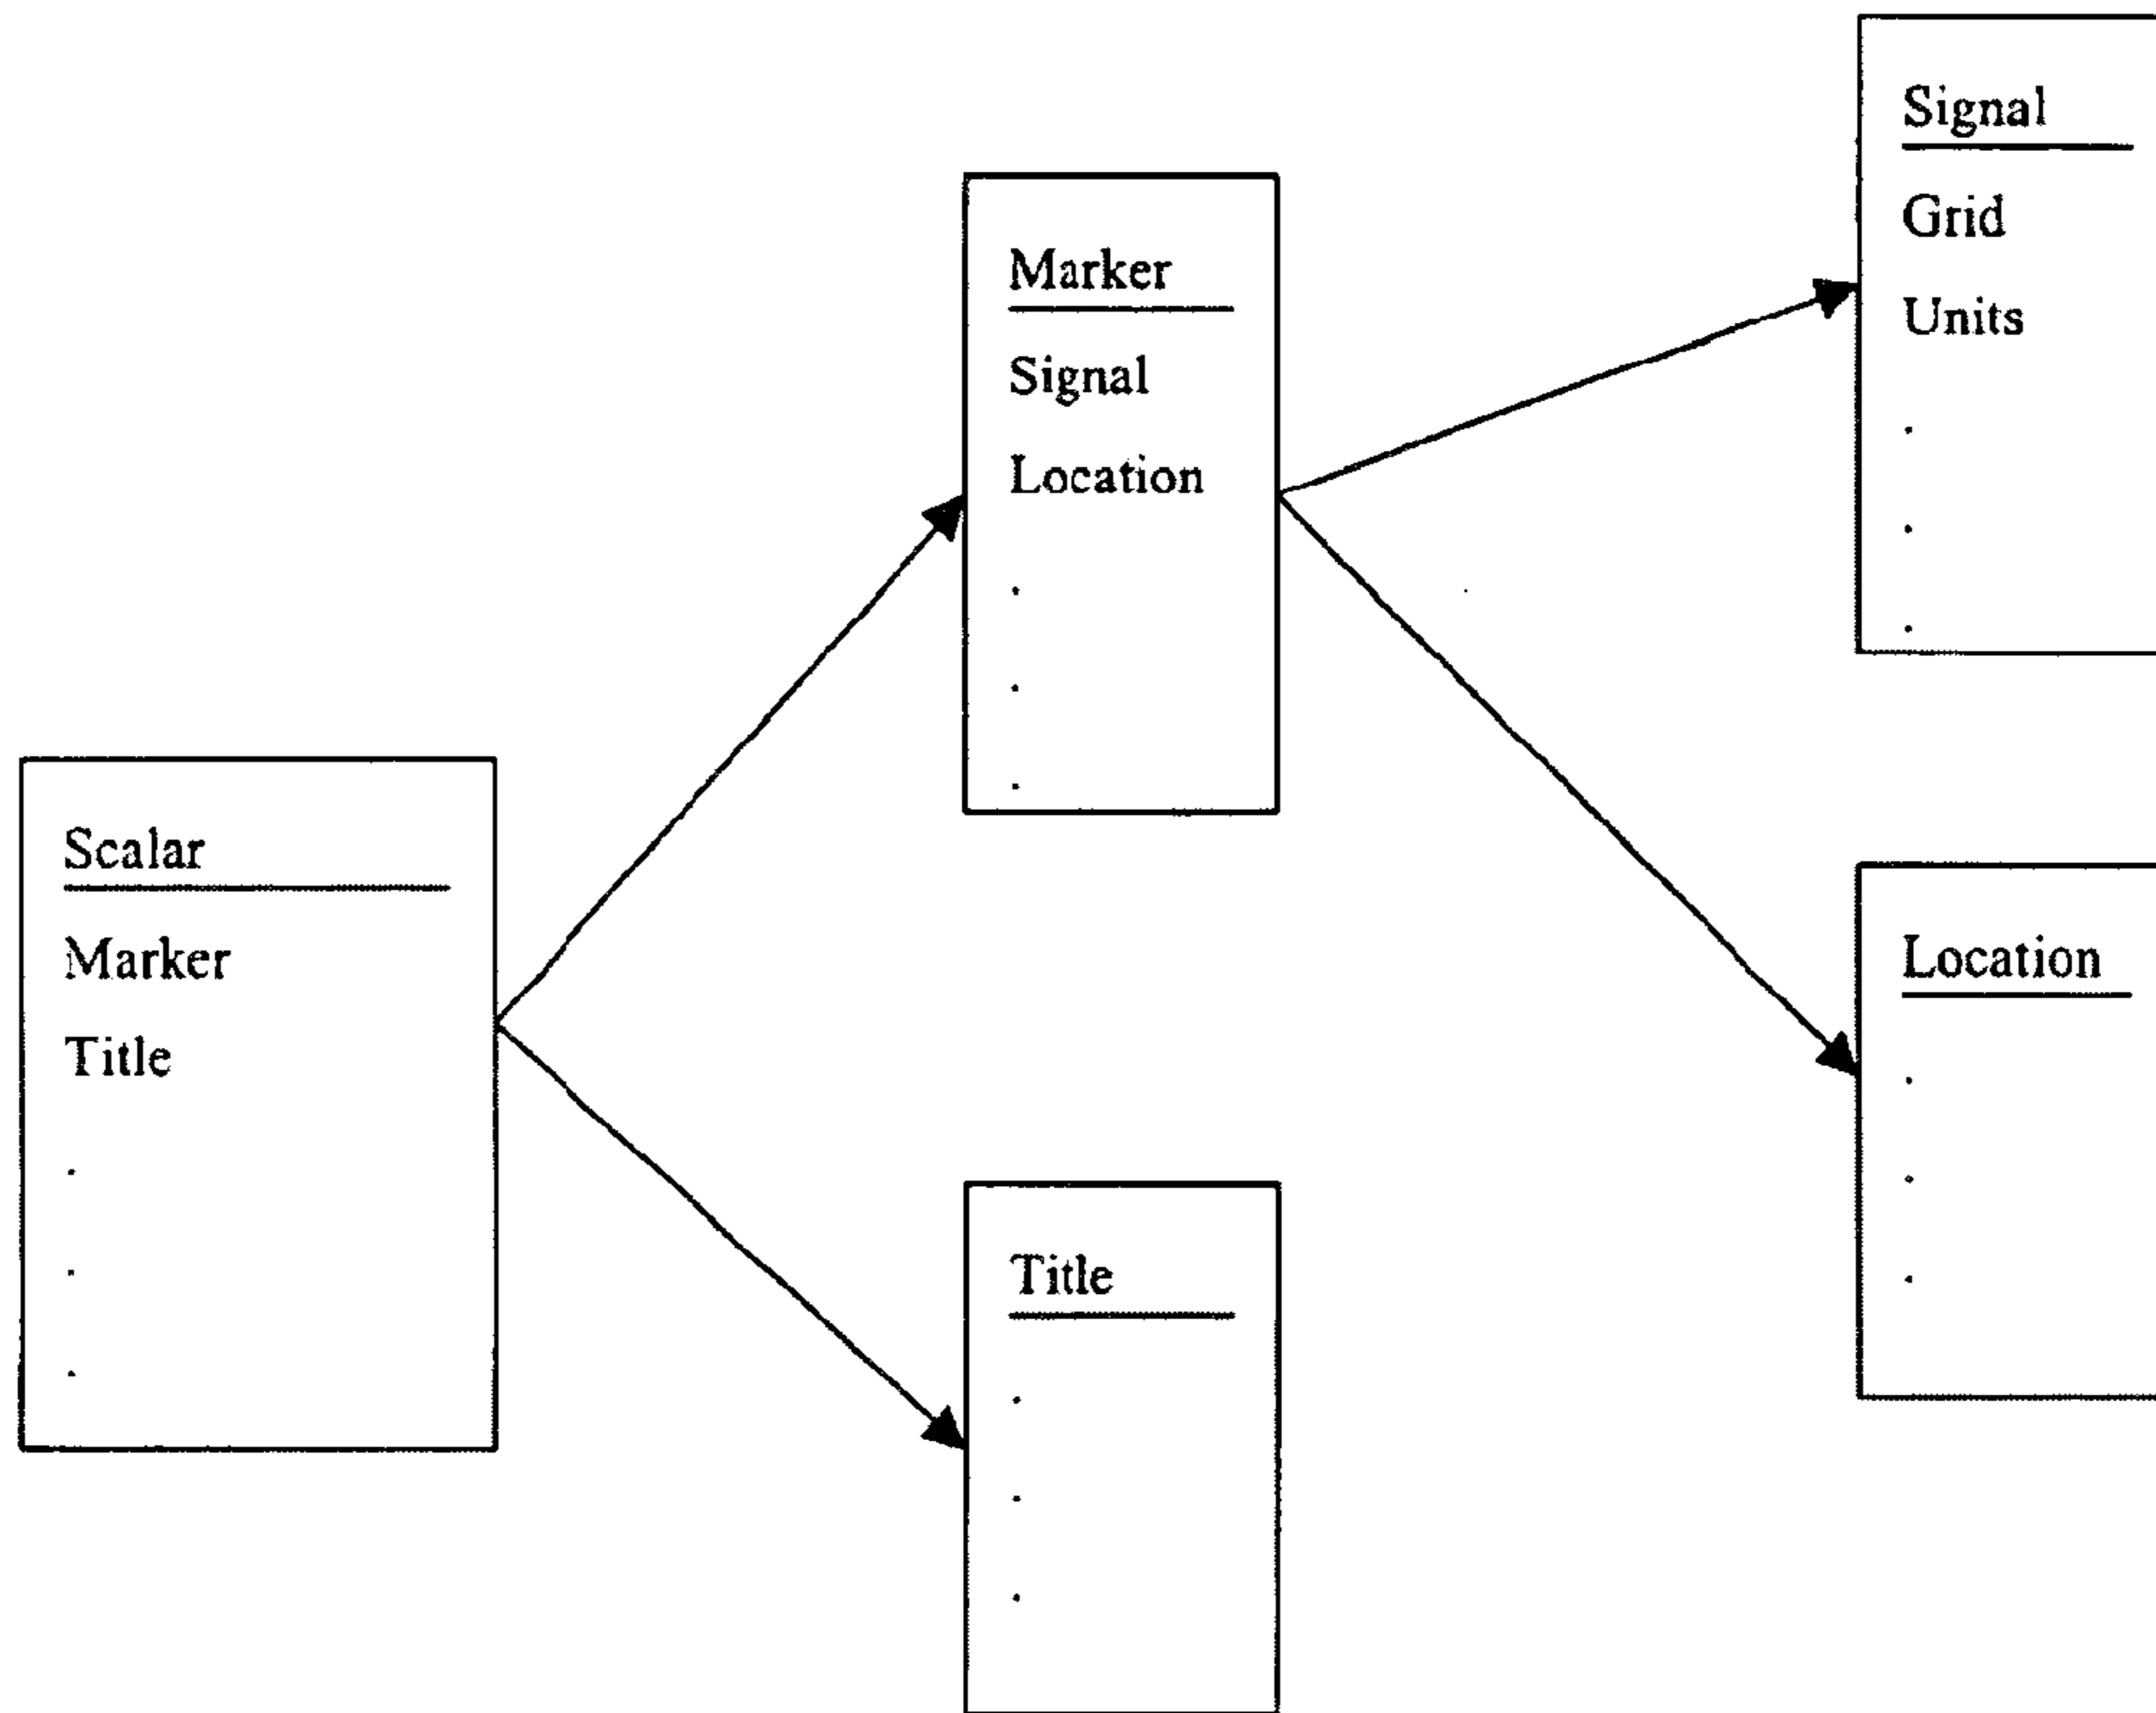 Scalar
Marker
Title
.
.
.
Marker
Signal
Location
.
.
.
Title
.
.
.
Signal
Grid
Units
.
.
.
Location
.
.
.